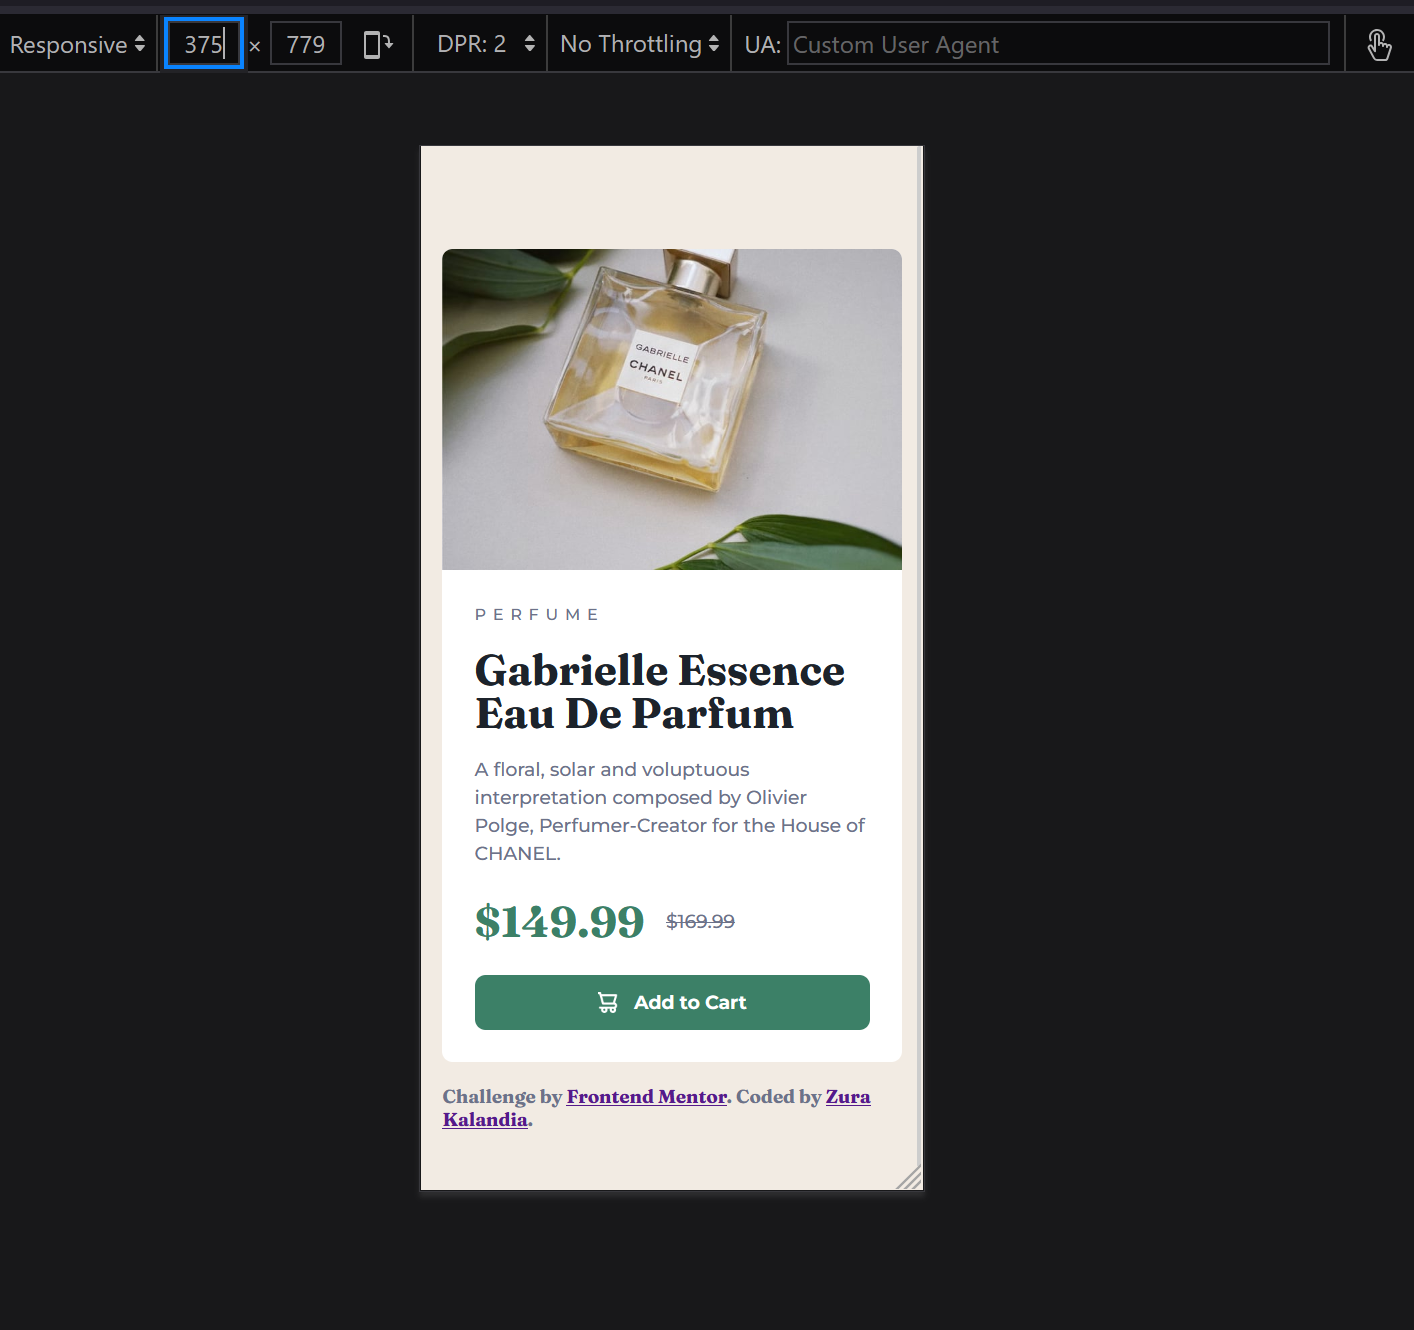 Responsive 375 × 779 DPR: 2 No Throttling UA: Custom User Agent
GABRIELLE
CHANEL
PARIS
PERFUME
Gabrielle Essence
Eau De Parfum
A floral, solar and voluptuous
interpretation composed by Olivier
Polge, Perfumer-Creator for the House of
CHANEL.
$149.99 $169.99
Add to Cart
Challenge by Frontend Mentor. Coded by Zura
Kalandia.